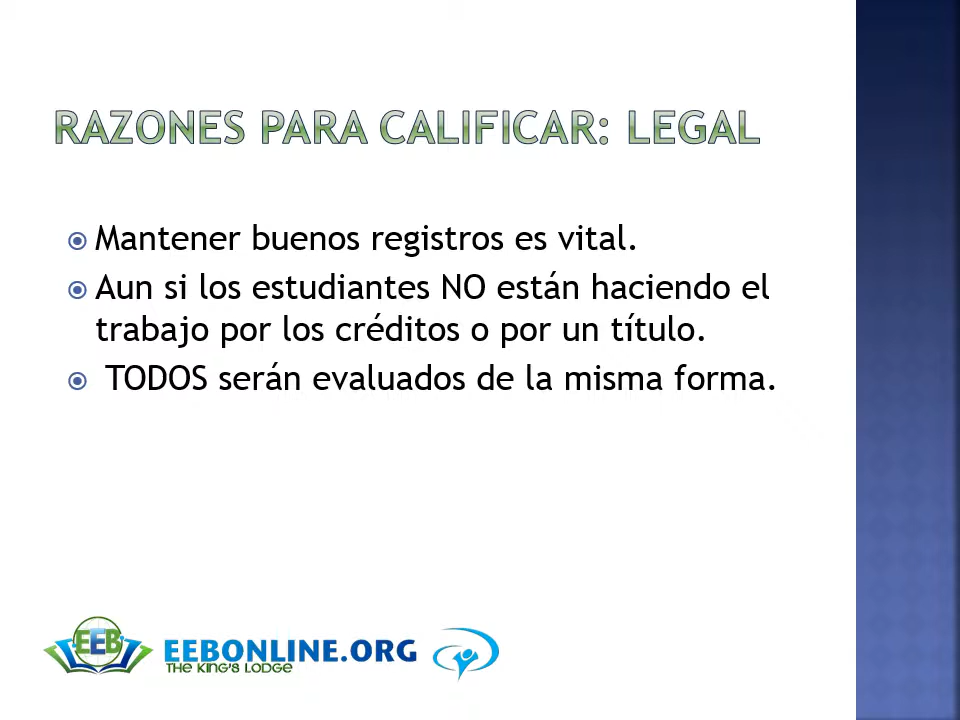 RAZONES PARA CALIFICAR: LEGAL
Mantener buenos registros es vital.
Aun si los estudiantes NO están haciendo el
trabajo por los créditos o por un título.
TODOS serán evaluados de la misma forma.
EEB
EEBONLINE.ORG
THE KING'S LODGE